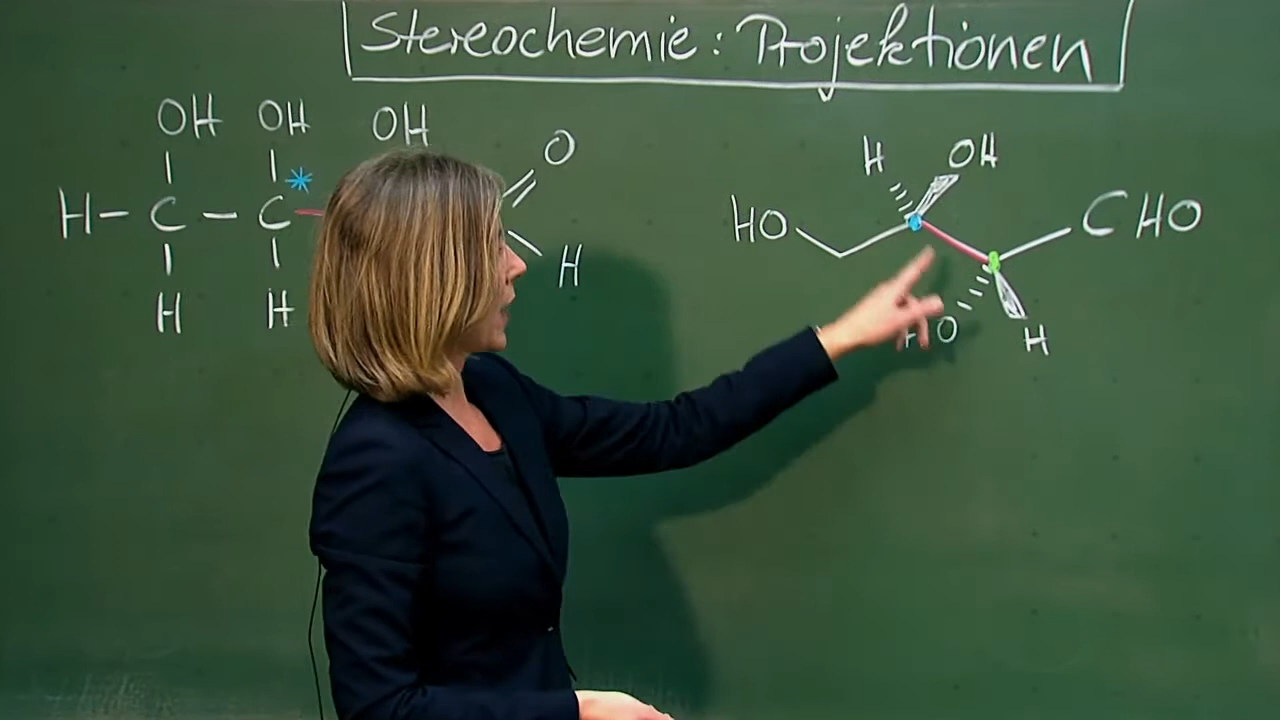 Stereochemie: Projektionen
OH OH OH O
H C C * H
H H
H OH
HO CHO
HO H